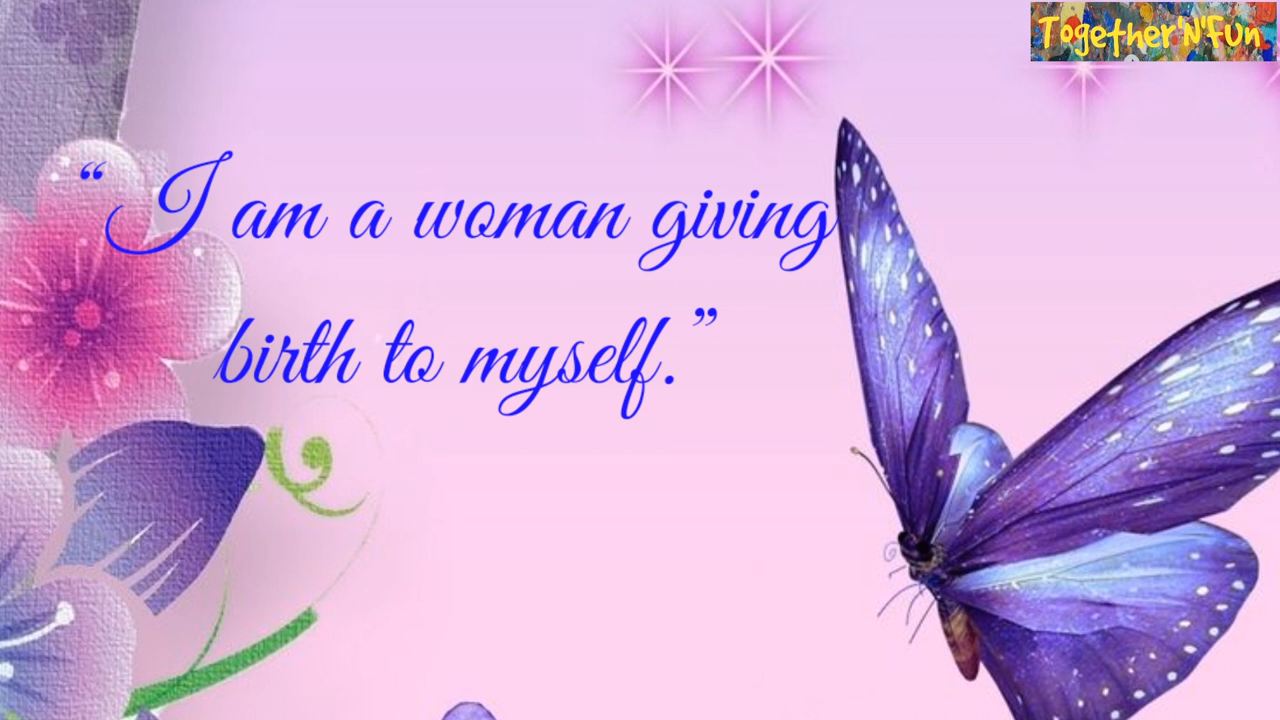 Together'N'Fun
“I am a woman giving
birth to myself.”